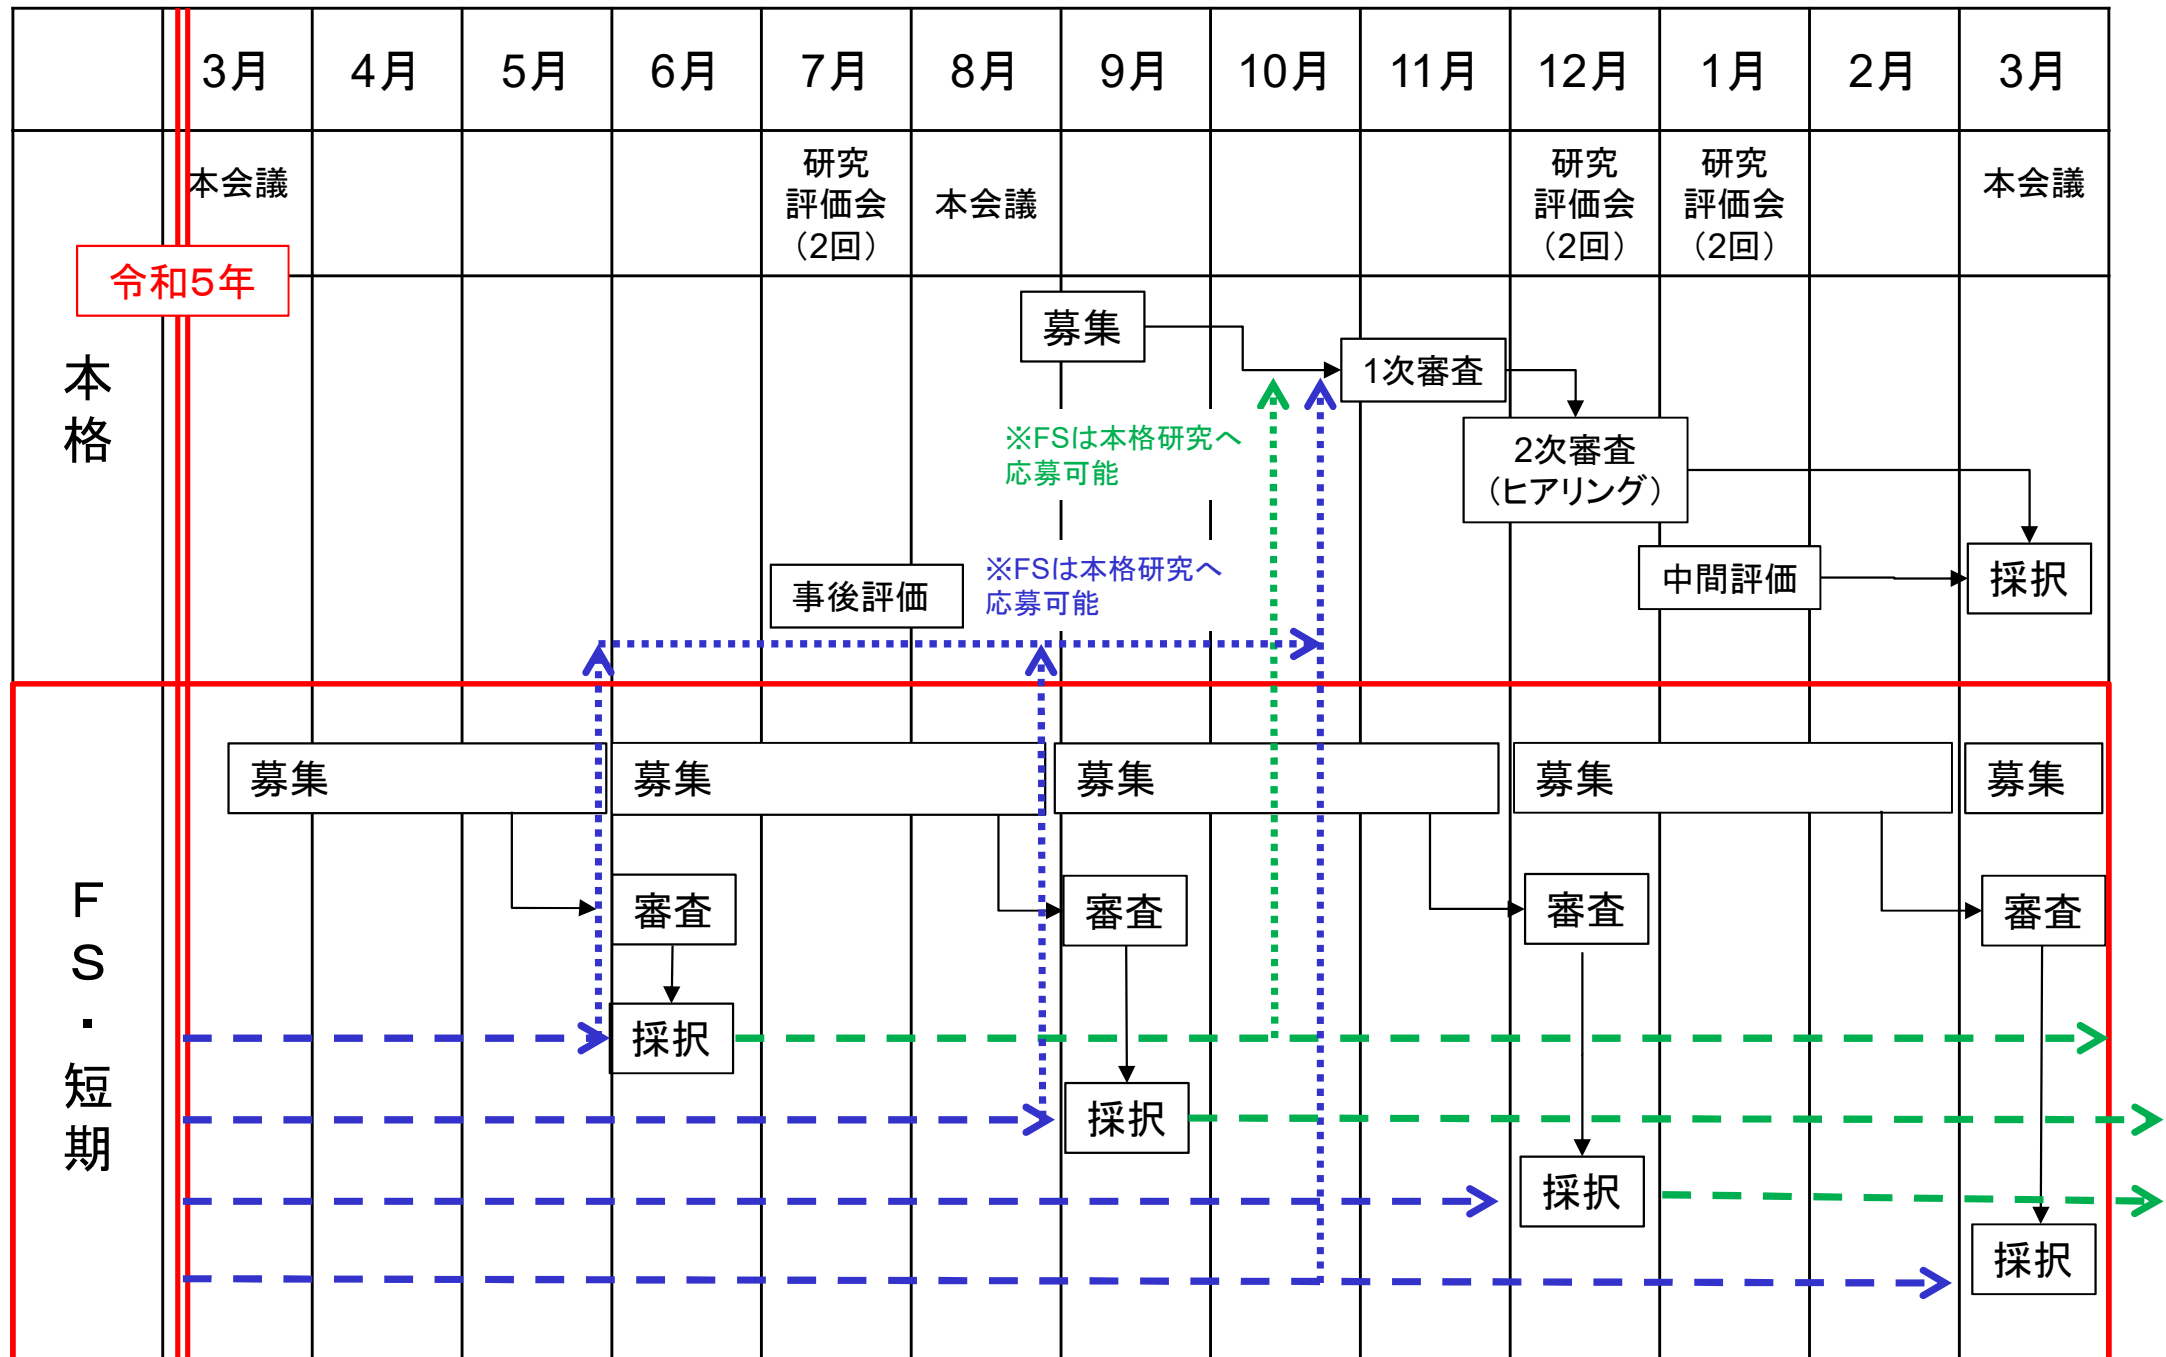 3月
4月
5月
6月
7月
8月
9月
10月
11月
12月
1月
2月
3月
本会議
研究
評価会
(2回)
本会議
研究
評価会
(2回)
研究
評価会
(2回)
本会議
令和5年
本
格
募集
1次審査
※FSは本格研究へ
応募可能
2次審査
(ヒアリング)
※FSは本格研究へ
応募可能
事後評価
中間評価
採択
F
S
・
短
期
募集
募集
募集
募集
募集
審査
審査
審査
審査
採択
採択
採択
採択